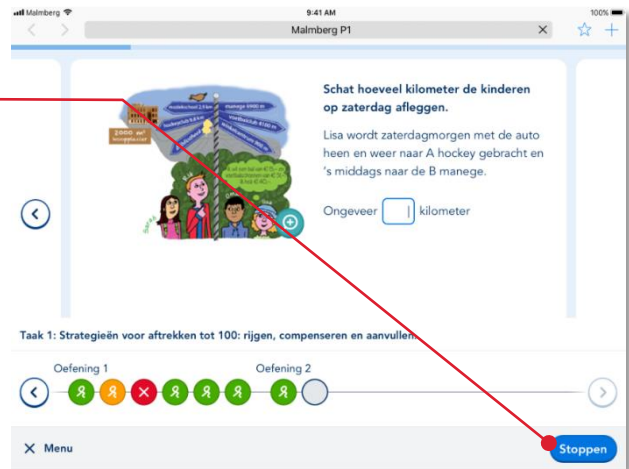 Malmberg
9:41 AM
100%
Malmberg P1
2000 m²
Schat hoeveel kilometer de kinderen
op zaterdag afleggen.
Lisa wordt zaterdagmorgen met de auto
heen en weer naar A hockey gebracht en
's middags naar de B manege.
Ongeveer
kilometer
Taak 1: Strategieën voor aftrekken tot 100: rijgen, compenseren en aanvullen.
Oefening 1
Oefening 2
Menu
Stoppen